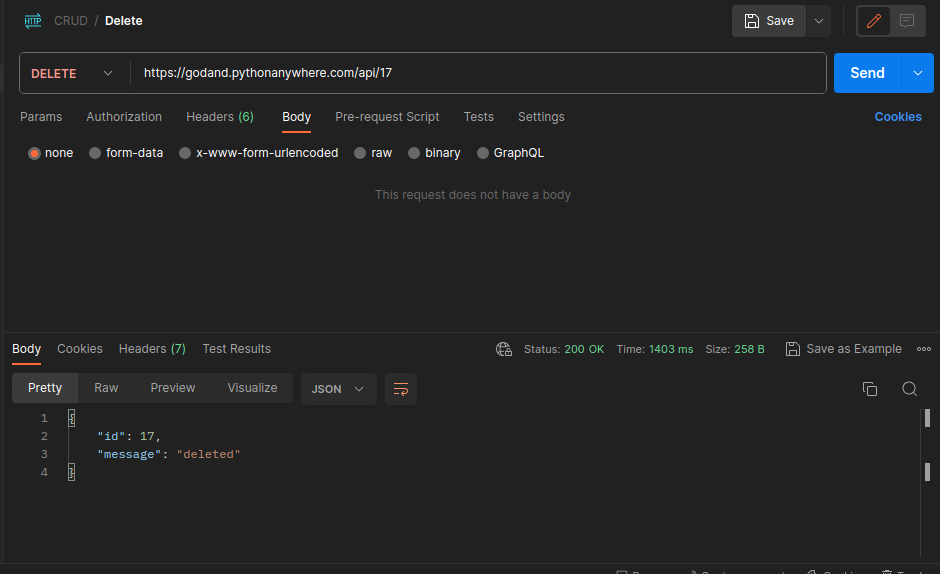 HTTP CRUD / Delete Save
DELETE https://godand.pythonanywhere.com/api/17 Send
Params Authorization Headers (6) Body Pre-request Script Tests Settings Cookies
none form-data x-www-form-urlencoded raw binary GraphQL
This request does not have a body
Body Cookies Headers (7) Test Results Status: 200 OK Time: 1403 ms Size: 258 B Save as Example
Pretty Raw Preview Visualize JSON
1 {
2 "id": 17,
3 "message": "deleted"
4 }